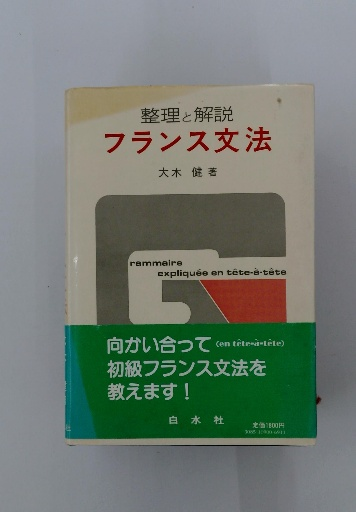 整理と解説
フランス文法
大木 健 著
rammaire
expliquée en tête-à-tête
向かい合って (en tête-à-tête)
初級フランス文法を
教えます!
白水社
定価1800円